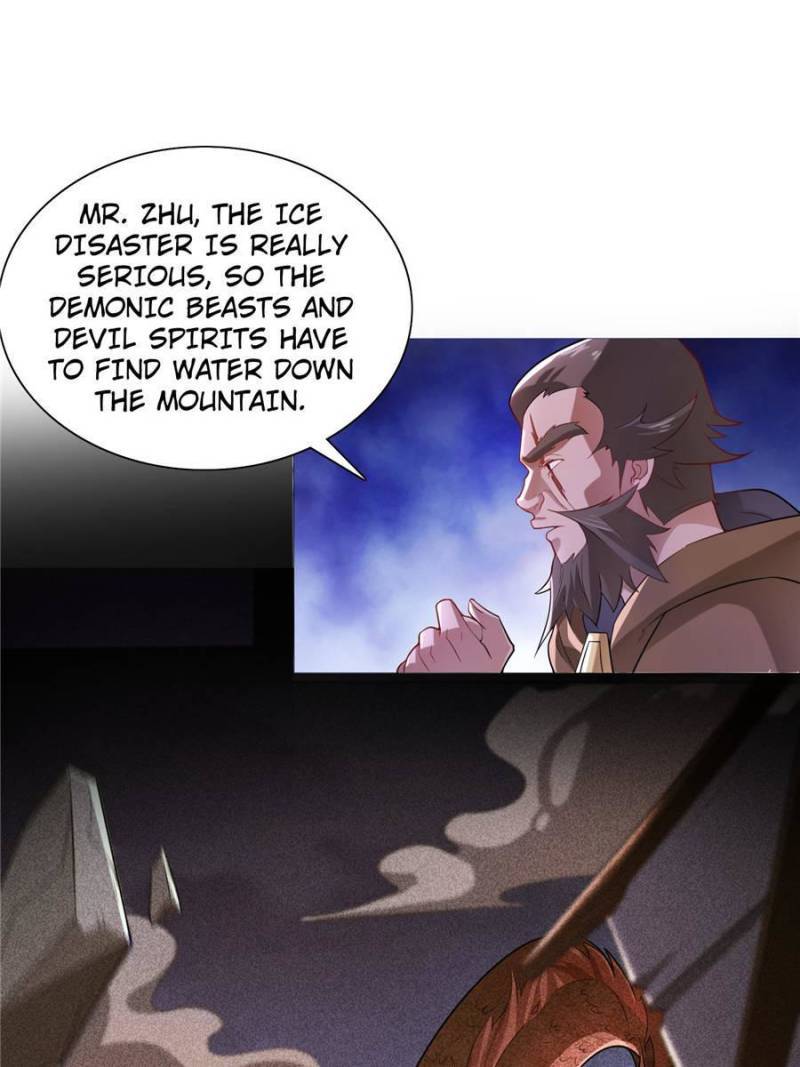 MR. ZHU, THE ICE
DISASTER IS REALLY
SERIOUS, SO THE
DEMONIC BEASTS AND
DEVIL SPIRITS HAVE
TO FIND WATER DOWN
THE MOUNTAIN.